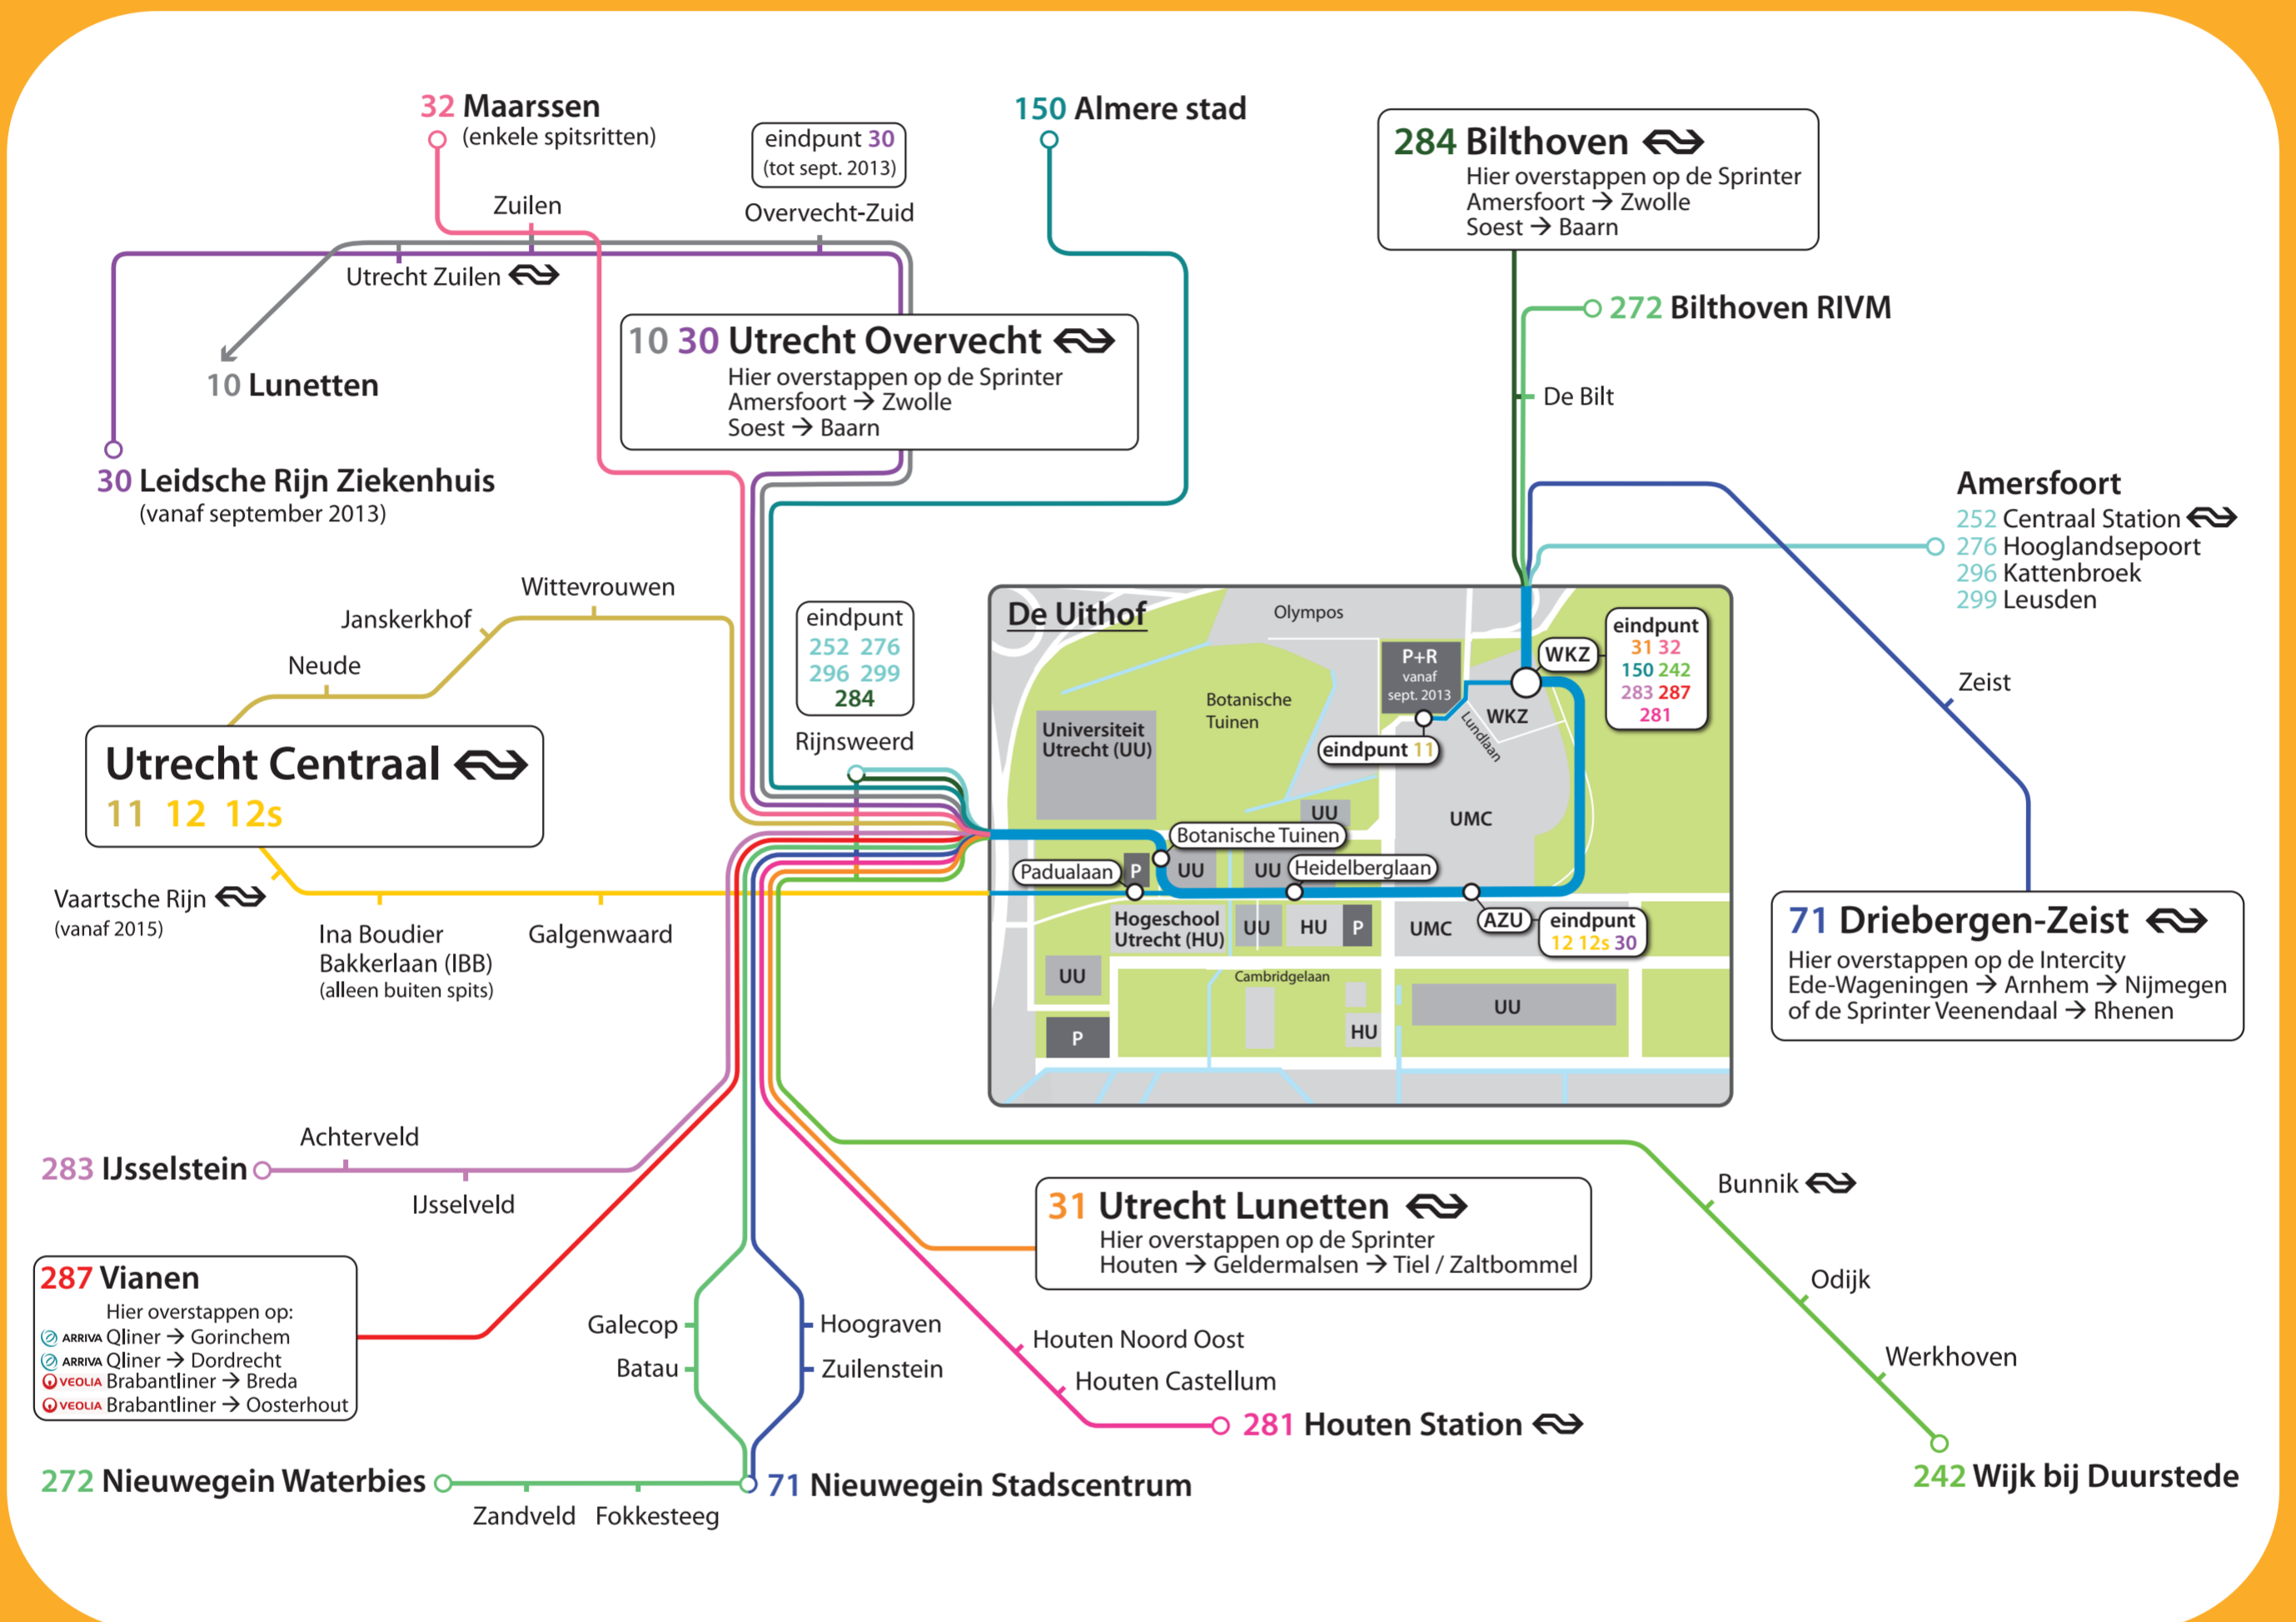 32 Maarssen
(enkele spitsritten)
eindpunt 30
(tot sept. 2013)
Zuilen
Overvecht-Zuid
Utrecht Zuilen
10 Lunetten
30 Leidsche Rijn Ziekenhuis
(vanaf september 2013)
10 30 Utrecht Overvecht
Hier overstappen op de Sprinter
Amersfoort → Zwolle
Soest → Baarn
150 Almere stad
284 Bilthoven
Hier overstappen op de Sprinter
Amersfoort → Zwolle
Soest → Baarn
272 Bilthoven RIVM
De Bilt
Amersfoort
252 Centraal Station
276 Hooglandsepoort
296 Kattenbroek
299 Leusden
Zeist
Wittevrouwen
Janskerkhof
Neude
Utrecht Centraal
11 12 12s
Vaartsche Rijn
(vanaf 2015)
Ina Boudier
Bakkerlaan (IBB)
(alleen buiten spits)
Galgenwaard
eindpunt
252 276
296 299
284
Rijnsweerd
De Uithof
Olympos
P+R
vanaf
sept. 2013
WKZ
eindpunt
31 32
150 242
283 287
281
Botanische
Tuinen
Universiteit
Utrecht (UU)
WKZ
Lundlaan
eindpunt 11
UU
UMC
Botanische Tuinen
Padualaan
P
UU
UU
Heidelberglaan
Hogeschool
Utrecht (HU)
UU
HU
P
UMC
AZU
eindpunt
12 12s 30
UU
Cambridgelaan
UU
P
HU
71 Driebergen-Zeist
Hier overstappen op de Intercity
Ede-Wageningen → Arnhem → Nijmegen
of de Sprinter Veenendaal → Rhenen
Achterveld
283 IJsselstein
IJsselveld
287 Vianen
Hier overstappen op:
ARRIVA Qliner → Gorinchem
ARRIVA Qliner → Dordrecht
VEOLIA Brabantliner → Breda
VEOLIA Brabantliner → Oosterhout
Galecop
Batau
Hoograven
Zuilenstein
272 Nieuwegein Waterbies
Zandveld
Fokkesteeg
71 Nieuwegein Stadscentrum
31 Utrecht Lunetten
Hier overstappen op de Sprinter
Houten → Geldermalsen → Tiel / Zaltbommel
Houten Noord Oost
Houten Castellum
281 Houten Station
Bunnik
Odijk
Werkhoven
242 Wijk bij Duurstede